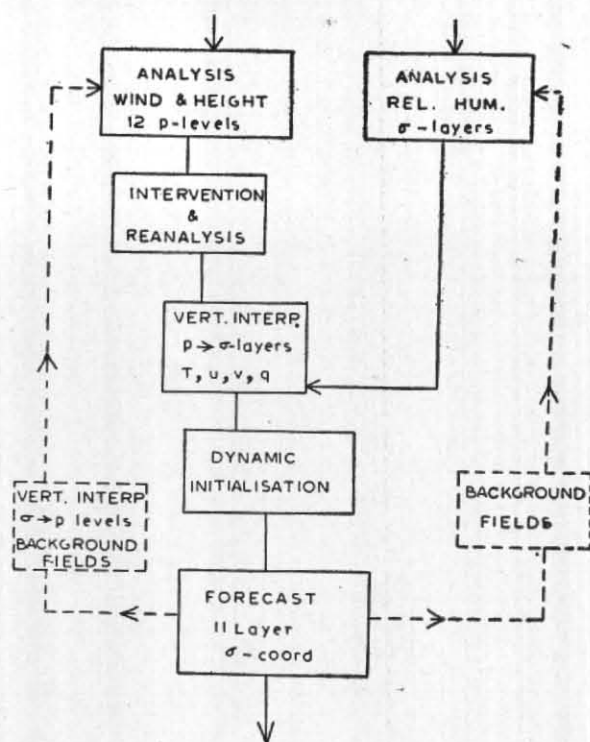 ANALYSIS
WIND & HEIGHT
12 p-levels
ANALYSIS
REL. HUM.
σ-layers
INTERVENTION
&
REANALYSIS
VERT. INTERP.
p→σ-layers
T, u, v, q
DYNAMIC
INITIALISATION
VERT. INTERP
σ→p levels
BACKGROUND
FIELDS
BACKGROUND
FIELDS
FORECAST
11 Layer
σ-coord